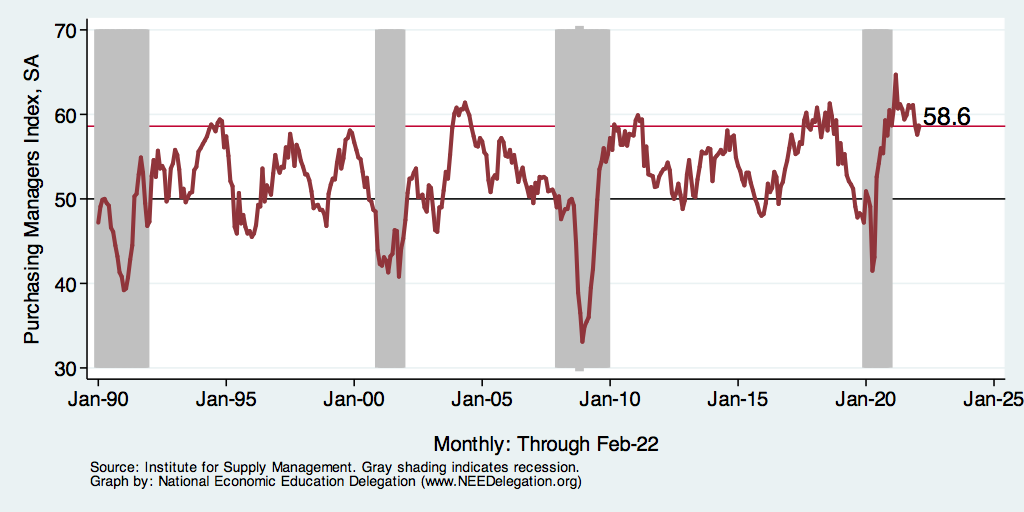 Purchasing Managers Index, SA
70
60
50
40
30
58.6
Jan-90 Jan-95 Jan-00 Jan-05 Jan-10 Jan-15 Jan-20 Jan-25
Monthly: Through Feb-22
Source: Institute for Supply Management. Gray shading indicates recession.
Graph by: National Economic Education Delegation (www.NEEDelegation.org)